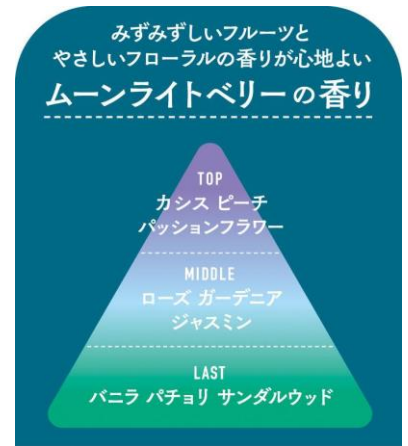 みずみずしいフルーツと
やさしいフローラルの香りが心地よい
ムーンライトベリーの香り
TOP
カシス ピーチ
パッションフラワー
MIDDLE
ローズ ガーデニア
ジャスミン
LAST
バニラ パチョリ サンダルウッド